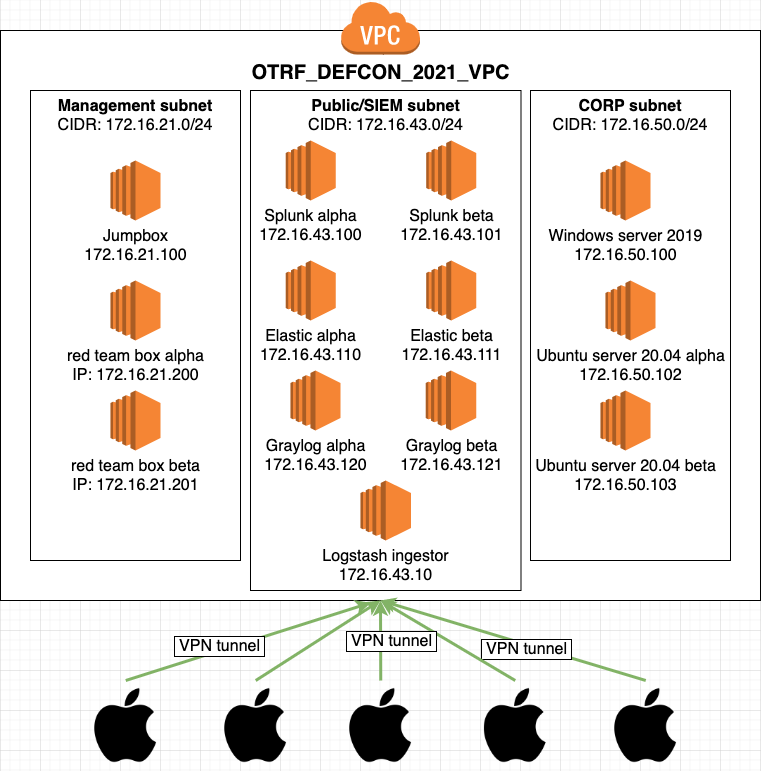 VPC
OTRF_DEFCON_2021_VPC
Management subnet
CIDR: 172.16.21.0/24
Jumpbox
172.16.21.100
red team box alpha
IP: 172.16.21.200
red team box beta
IP: 172.16.21.201
Public/SIEM subnet
CIDR: 172.16.43.0/24
Splunk alpha
172.16.43.100
Splunk beta
172.16.43.101
Elastic alpha
172.16.43.110
Elastic beta
172.16.43.111
Graylog alpha
172.16.43.120
Graylog beta
172.16.43.121
Logstash ingestor
172.16.43.10
CORP subnet
CIDR: 172.16.50.0/24
Windows server 2019
172.16.50.100
Ubuntu server 20.04 alpha
172.16.50.102
Ubuntu server 20.04 beta
172.16.50.103
VPN tunnel
VPN tunnel
VPN tunnel